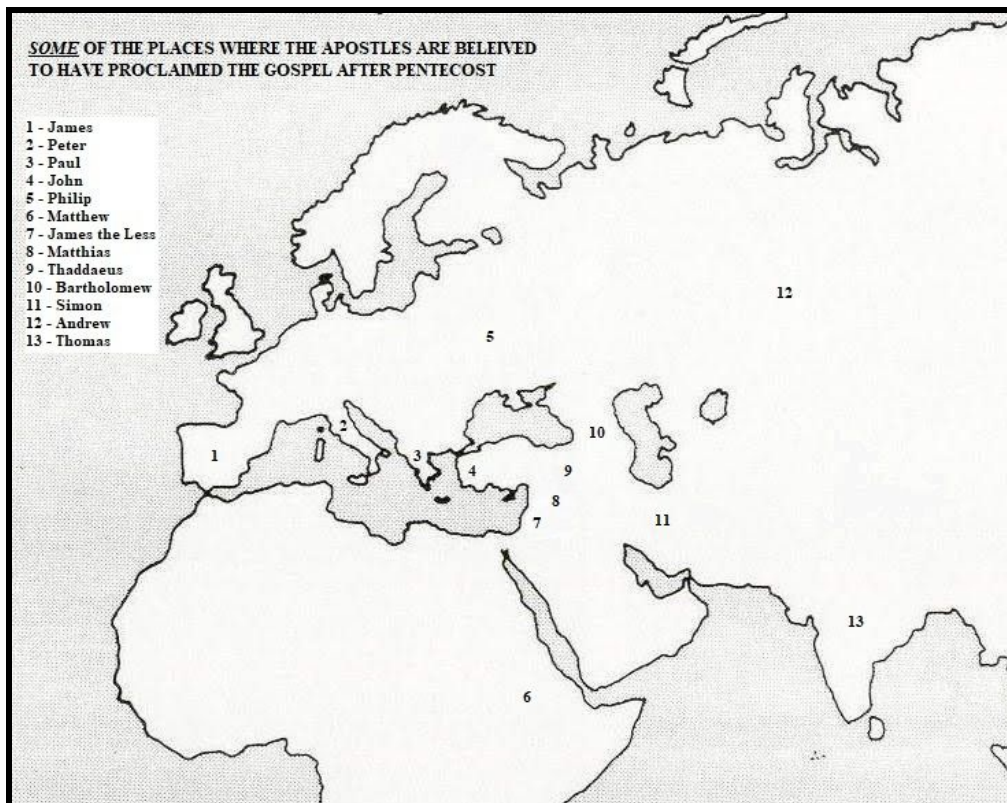 SOME OF THE PLACES WHERE THE APOSTLES ARE BELEIVED
TO HAVE PROCLAIMED THE GOSPEL AFTER PENTECOST
1 - James
2 - Peter
3 - Paul
4 - John
5 - Philip
6 - Matthew
7 - James the Less
8 - Matthias
9 - Thaddaeus
10 - Bartholomew
11 - Simon
12 - Andrew
13 - Thomas
12
5
2
10
1
3
4
9
8
7
11
13
6